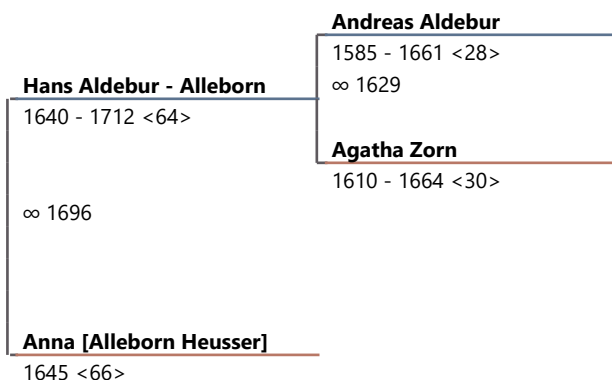 Andreas Aldebur
1585 - 1661 <28>
∞ 1629
Hans Aldebur - Alleborn
1640 - 1712 <64>
Agatha Zorn
1610 - 1664 <30>
∞ 1696
Anna [Alleborn Heusser]
1645 <66>